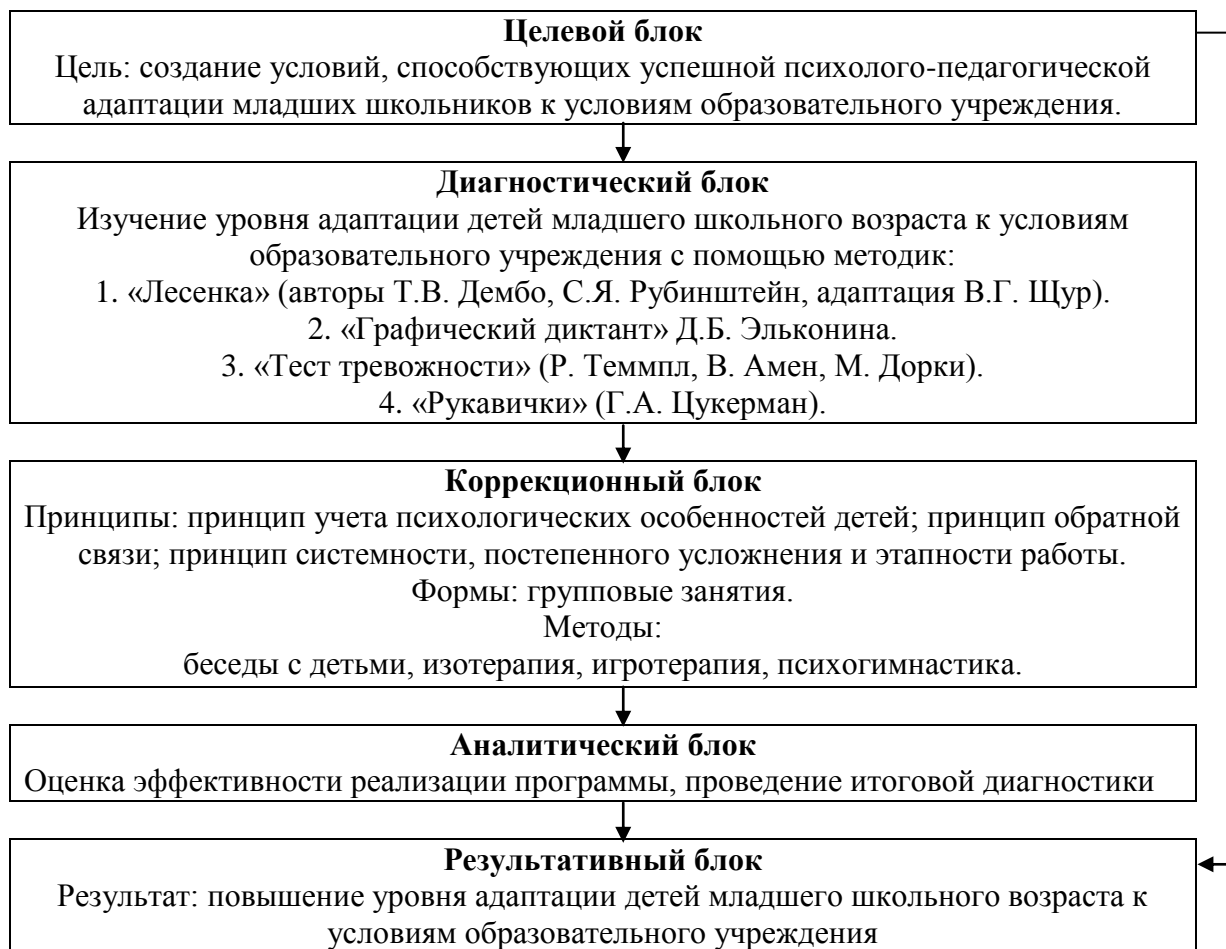 Целевой блок
Цель: создание условий, способствующих успешной психолого-педагогической
адаптации младших школьников к условиям образовательного учреждения.
Диагностический блок
Изучение уровня адаптации детей младшего школьного возраста к условиям
образовательного учреждения с помощью методик:
1. «Лесенка» (авторы Т.В. Дембо, С.Я. Рубинштейн, адаптация В.Г. Щур).
2. «Графический диктант» Д.Б. Эльконина.
3. «Тест тревожности» (Р. Теммпл, В. Амен, М. Дорки).
4. «Рукавички» (Г.А. Цукерман).
Коррекционный блок
Принципы: принцип учета психологических особенностей детей; принцип обратной
связи; принцип системности, постепенного усложнения и этапности работы.
Формы: групповые занятия.
Методы:
беседы с детьми, изотерапия, игротерапия, психогимнастика.
Аналитический блок
Оценка эффективности реализации программы, проведение итоговой диагностики
Результативный блок
Результат: повышение уровня адаптации детей младшего школьного возраста к
условиям образовательного учреждения